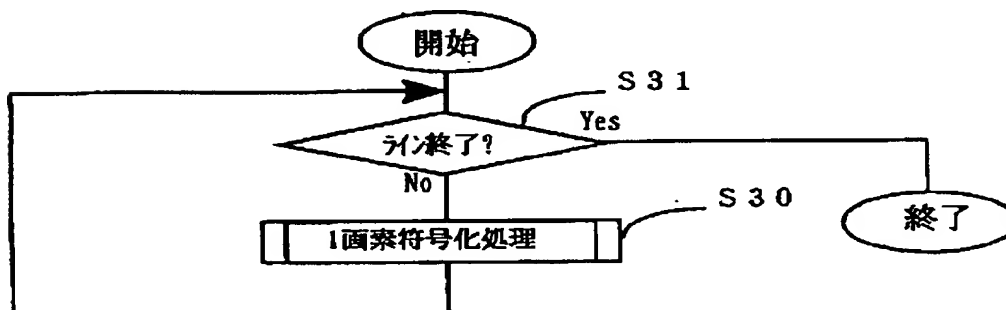 開始
S31
ライン終了?
Yes
No
S30
1画素符号化処理
終了